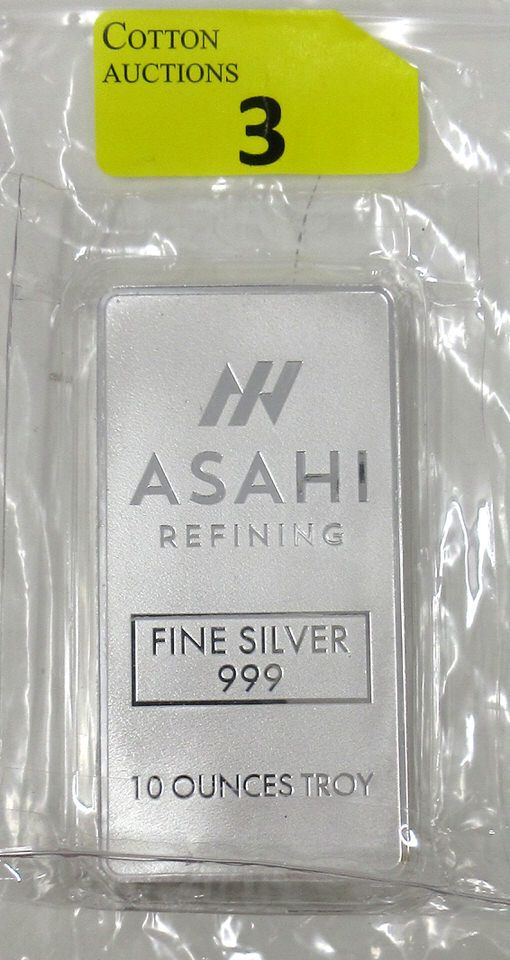 COTTON
AUCTIONS
3
ASAHI
REFINING
FINE SILVER
999
10 OUNCES TROY